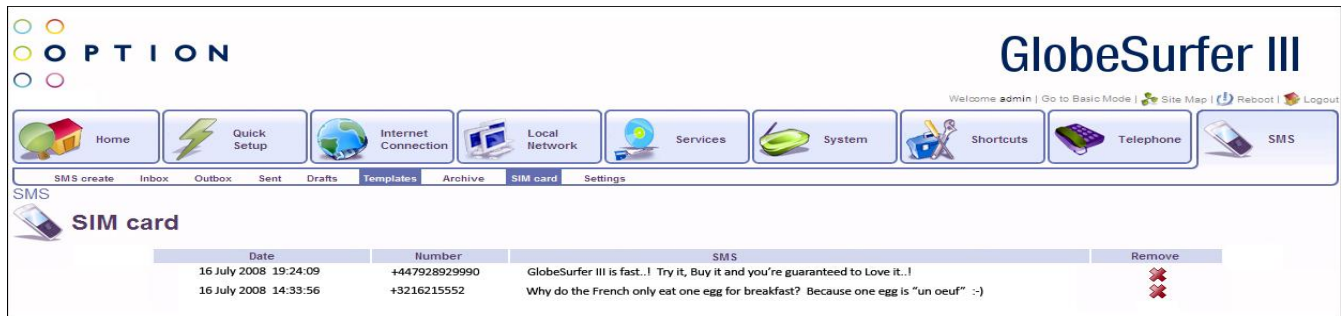 OPTION
GlobeSurfer III
Welcome admin | Go to Basic Mode | Site Map | Reboot | Logout
Home Quick Setup Internet Connection Local Network Services System Shortcuts Telephone SMS
SMS create Inbox Outbox Sent Drafts Templates Archive SIM card Settings
SMS
SIM card
Date Number SMS Remove
16 July 2008 19:24:09 +447928929990 GlobeSurfer III is fast..! Try it, Buy it and you’re guaranteed to Love it..!
16 July 2008 14:33:56 +3216215552 Why do the French only eat one egg for breakfast? Because one egg is “un oeuf” :-)